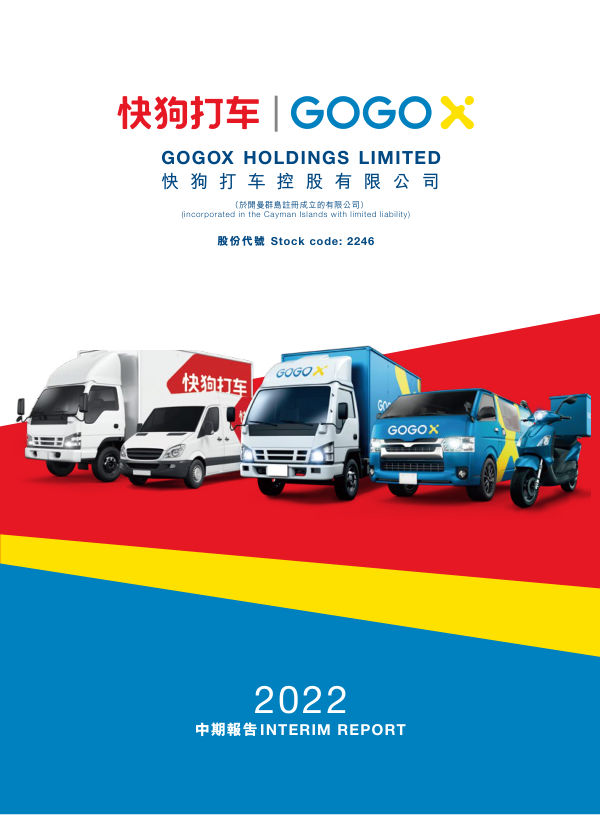 快狗打车 | GOGO X
GOGOX HOLDINGS LIMITED
快狗打车控股有限公司
（於開曼群島註冊成立的有限公司）
(incorporated in the Cayman Islands with limited liability)
股份代號 Stock code: 2246
快狗打车
GOGO X
GOGO X
2022
中期報告 INTERIM REPORT